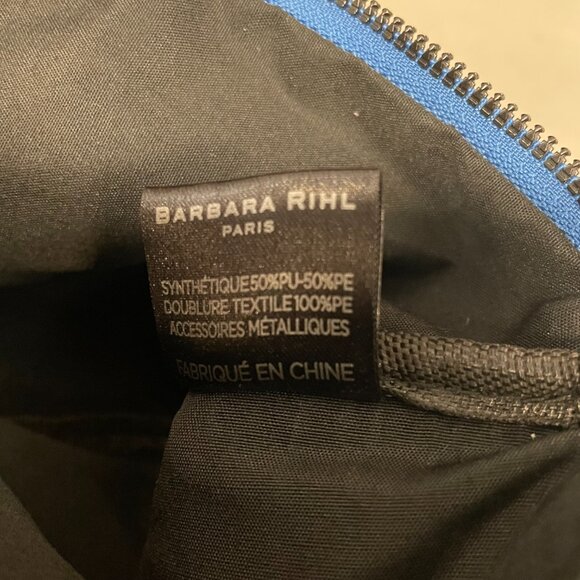 BARBARA RIHL
PARIS
SYNTHÉTIQUE50%PU-50%PE
DOUBLURE TEXTILE100%PE
ACCESSOIRES MÉTALLIQUES
FABRIQUÉ EN CHINE